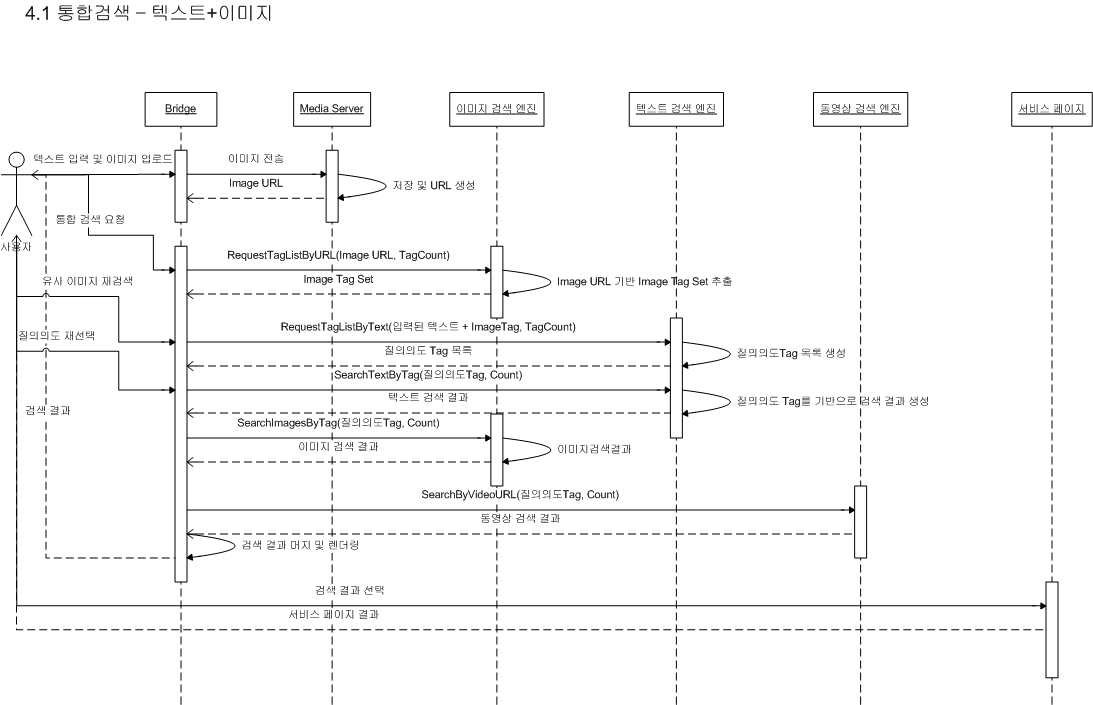 4.1 통합검색 – 텍스트+이미지
Bridge
Media Server
이미지 검색 엔진
텍스트 검색 엔진
동영상 검색 엔진
서비스 페이지
텍스트 입력 및 이미지 업로드
이미지 전송
Image URL
저장 및 URL 생성
통합 검색 요청
사용자
RequestTagListByURL(Image URL, TagCount)
Image Tag Set
Image URL 기반 Image Tag Set 추출
유사 이미지 재검색
RequestTagListByText(입력된 텍스트 + ImageTag, TagCount)
질의의도 재선택
질의의도 Tag 목록
질의의도Tag 목록 생성
SearchTextByTag(질의의도Tag, Count)
텍스트 검색 결과
질의의도 Tag를 기반으로 검색 결과 생성
검색 결과
SearchImagesByTag(질의의도Tag, Count)
이미지 검색 결과
이미지검색결과
SearchByVideoURL(질의의도Tag, Count)
동영상 검색 결과
검색 결과 머지 및 렌더링
검색 결과 선택
서비스 페이지 결과